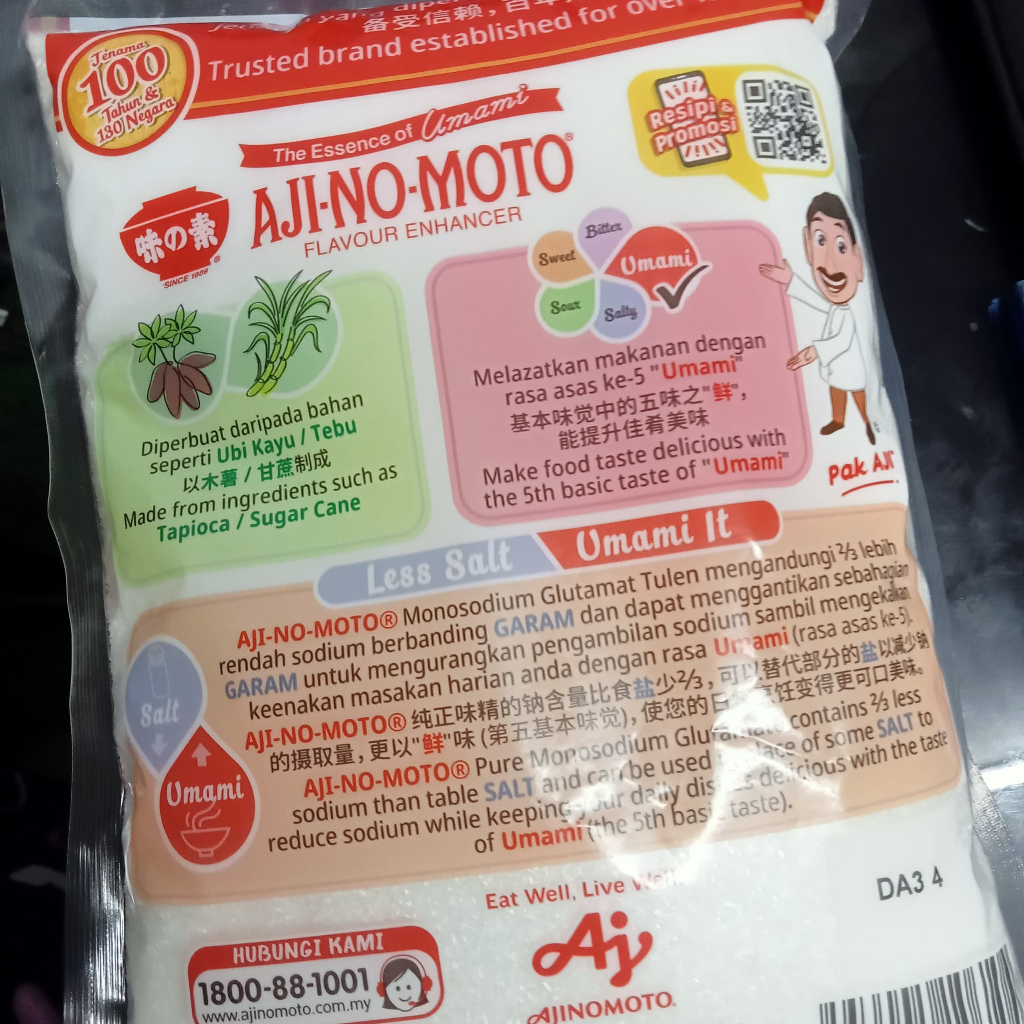 备受信赖,百年
Trusted brand established for over
Tenamas
100
Tahun &
130 Negara
The Essence of Umami
AJI-NO-MOTO®
FLAVOUR ENHANCER
味の素®
SINCE 1909
Resipi &
Promosi
Bitter
Sweet
Umami
Sour
Salty
Diperbuat daripada bahan
seperti Ubi Kayu / Tebu
以木薯 / 甘蔗制成
Made from ingredients such as
Tapioca / Sugar Cane
Melazatkan makanan dengan
rasa asas ke-5 "Umami"
基本味觉中的五味之"鲜",
能提升佳肴美味
Make food taste delicious with
the 5th basic taste of "Umami"
Pak AJI
Less Salt Umami It
AJI-NO-MOTO® Monosodium Glutamat Tulen mengandungi ⅔ lebih
rendah sodium berbanding GARAM dan dapat menggantikan sebahagian
GARAM untuk mengurangkan pengambilan sodium sambil mengekalkan
keenakan masakan harian anda dengan rasa Umami (rasa asas ke-5).
AJI-NO-MOTO® 纯正味精的钠含量比食盐少⅔, 可以替代部分的盐以减少钠
的摄取量, 更以"鲜"味 (第五基本味觉), 使您的日 烹饪变得更可口美味。
AJI-NO-MOTO® Pure Monosodium Glutamate contains ⅔ less
sodium than table SALT and can be used place of some SALT to
reduce sodium while keeping your daily dishes delicious with the taste
of Umami (the 5th basic taste).
Salt
Umami
Eat Well, Live Well.
Aj
AJINOMOTO.
DA3 4
HUBUNGI KAMI
1800-88-1001
www.ajinomoto.com.my